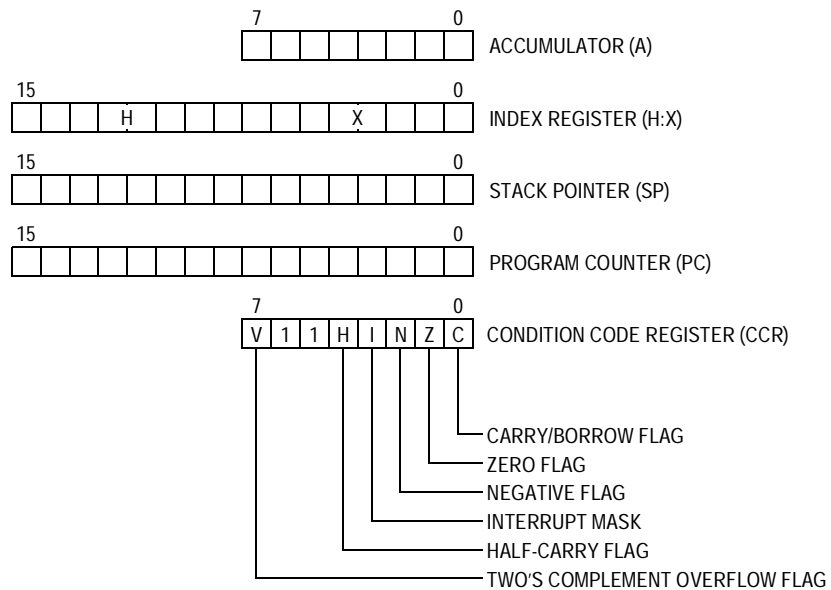 7 0
ACCUMULATOR (A)
15 0
H X INDEX REGISTER (H:X)
15 0
STACK POINTER (SP)
15 0
PROGRAM COUNTER (PC)
7 0
V 1 1 H I N Z C CONDITION CODE REGISTER (CCR)
CARRY/BORROW FLAG
ZERO FLAG
NEGATIVE FLAG
INTERRUPT MASK
HALF-CARRY FLAG
TWO'S COMPLEMENT OVERFLOW FLAG